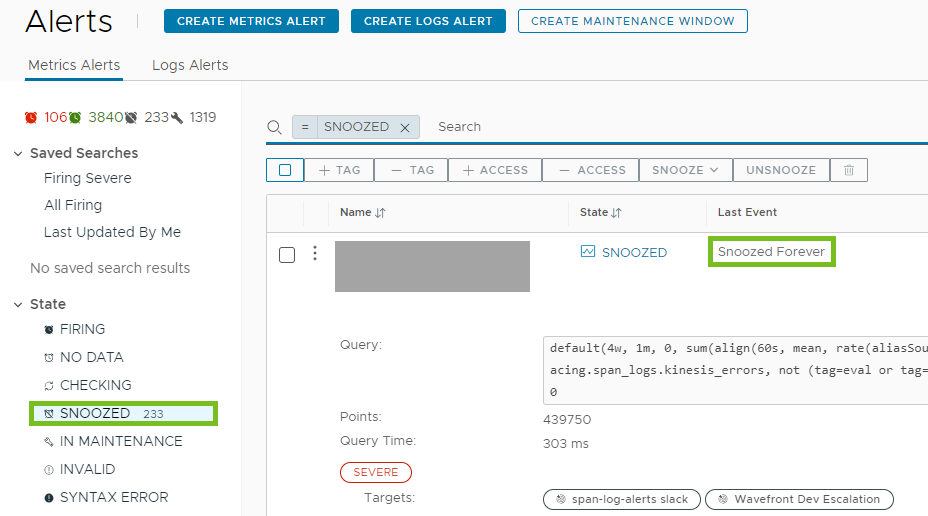 Alerts
CREATE METRICS ALERT
CREATE LOGS ALERT
CREATE MAINTENANCE WINDOW
Metrics Alerts
Logs Alerts
106 3840 233 1319
Saved Searches
Firing Severe
All Firing
Last Updated By Me
No saved search results
State
FIRING
NO DATA
CHECKING
SNOOZED 233
IN MAINTENANCE
INVALID
SYNTAX ERROR
= SNOOZED × Search
+ TAG
− TAG
+ ACCESS
− ACCESS
SNOOZE
UNSNOOZE
Name State Last Event
SNOOZED Snoozed Forever
Query:
default(4w, 1m, 0, sum(align(60s, mean, rate(aliasSou
acing.span_logs.kinesis_errors, not (tag=eval or tag=
0
Points: 439750
Query Time: 303 ms
SEVERE
Targets: span-log-alerts slack Wavefront Dev Escalation